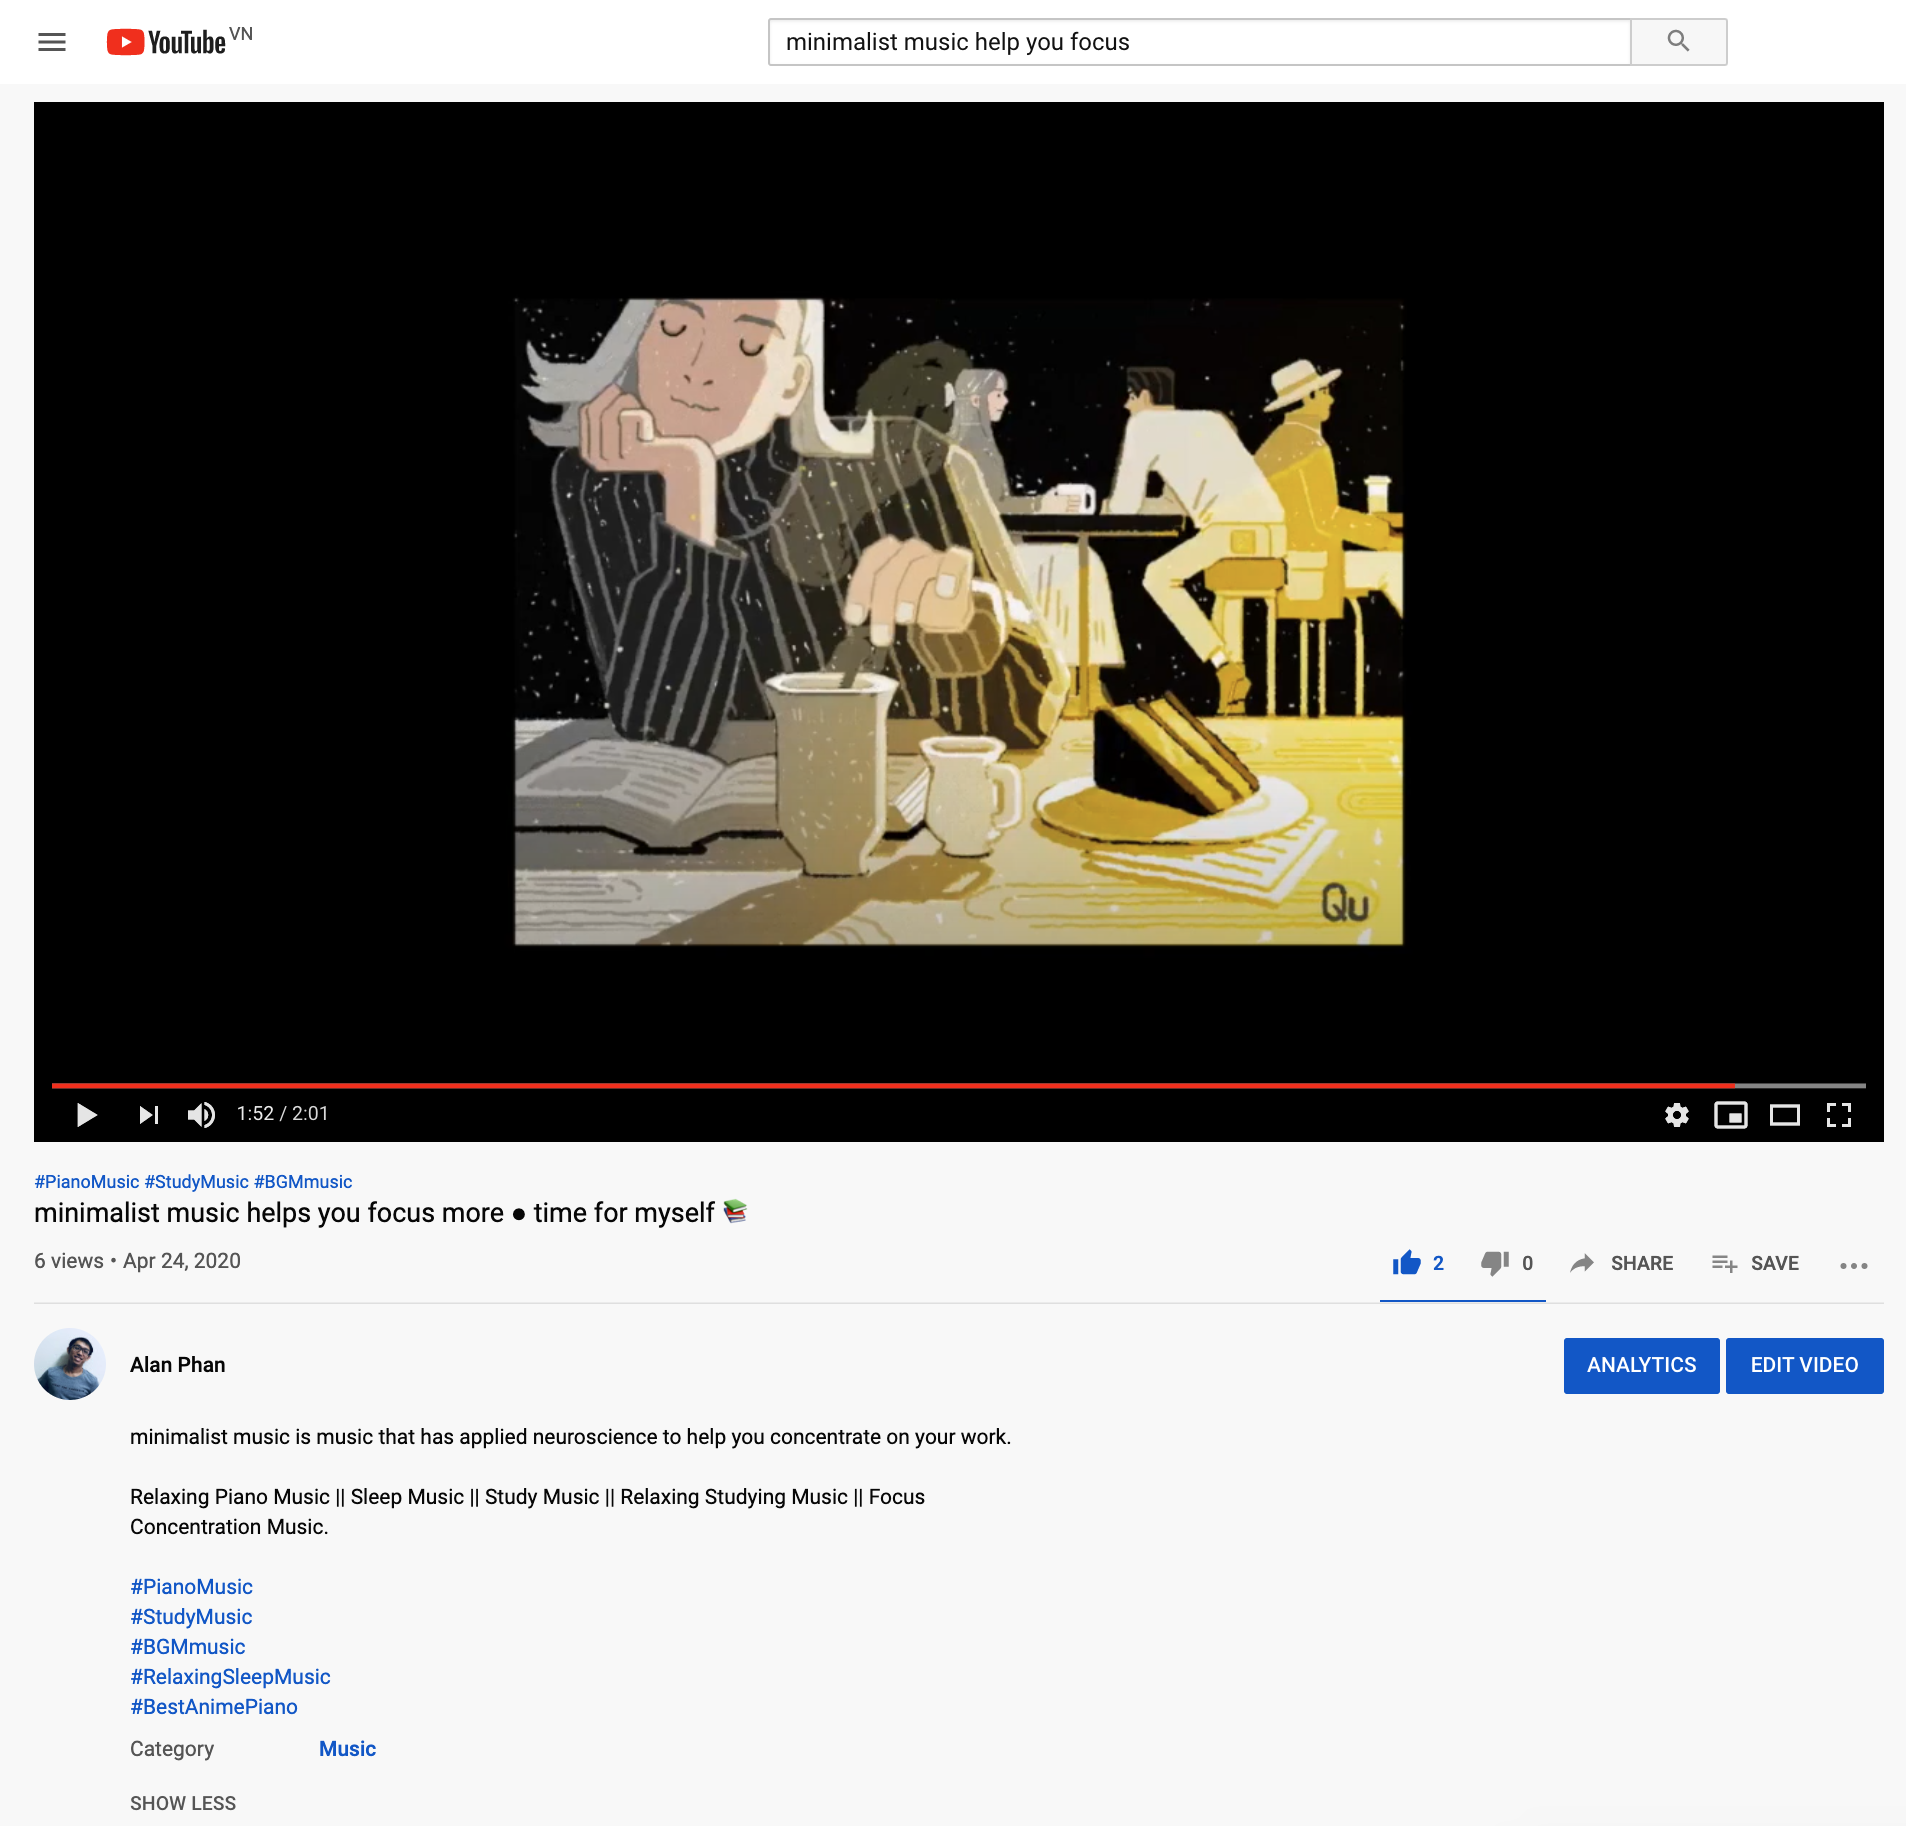 YouTube VN
minimalist music help you focus
Qu
1:52 / 2:01
#PianoMusic #StudyMusic #BGMmusic
minimalist music helps you focus more ● time for myself 📚
6 views • Apr 24, 2020
2 0 SHARE SAVE
Alan Phan
ANALYTICS EDIT VIDEO
minimalist music is music that has applied neuroscience to help you concentrate on your work.
Relaxing Piano Music || Sleep Music || Study Music || Relaxing Studying Music || Focus
Concentration Music.
#PianoMusic
#StudyMusic
#BGMmusic
#RelaxingSleepMusic
#BestAnimePiano
Category Music
SHOW LESS